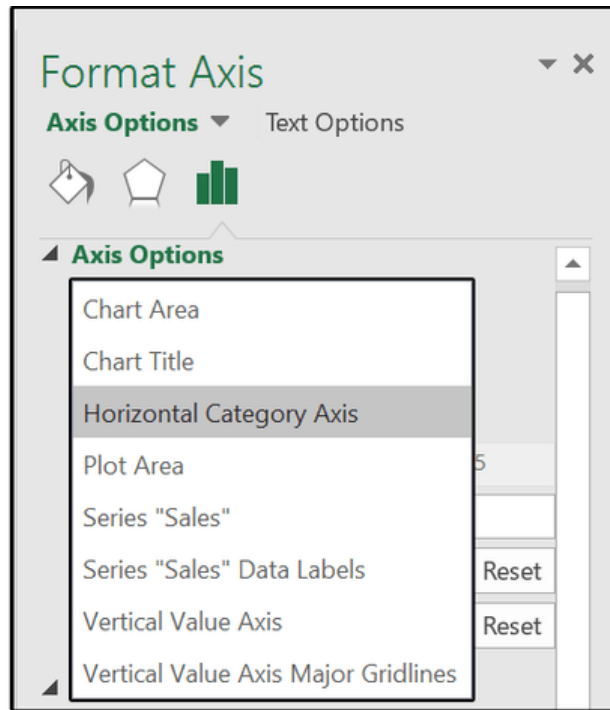 Format Axis
Axis Options Text Options
Axis Options
Chart Area
Chart Title
Horizontal Category Axis
Plot Area
5
Series "Sales"
Series "Sales" Data Labels
Reset
Vertical Value Axis
Reset
Vertical Value Axis Major Gridlines